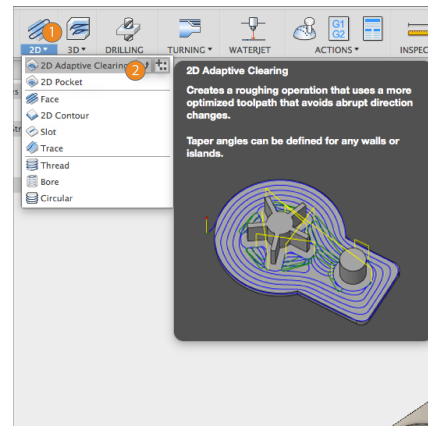 1
G1
G2
2D▾ 3D▾ DRILLING TURNING▾ WATERJET ACTIONS▾ INSPEC
2D Adaptive Clearing
2
2D Pocket
Face
2D Contour
Slot
Trace
Thread
Bore
Circular
2D Adaptive Clearing
Creates a roughing operation that uses a more
optimized toolpath that avoids abrupt direction
changes.
Taper angles can be defined for any walls or
islands.